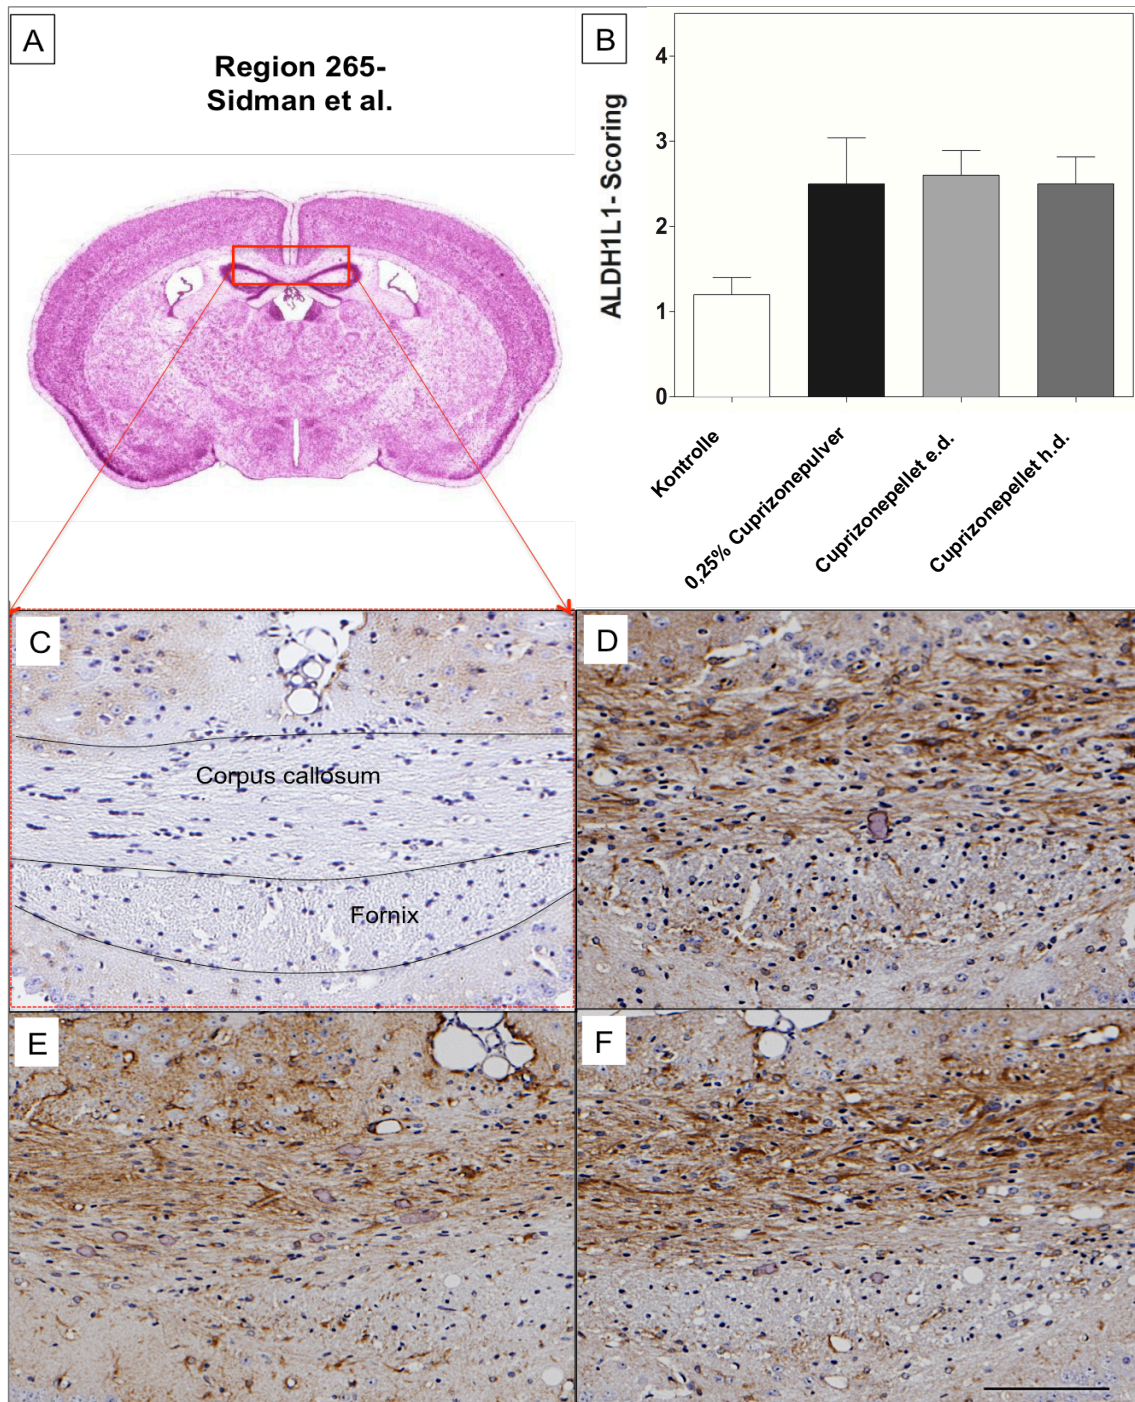 A
Region 265-
Sidman et al.
B
ALDH1L1- Scoring
4
3
2
1
0
Kontrolle
0,25% Cuprizonepulver
Cuprizonepellet e.d.
Cuprizonepellet h.d.
C
Corpus callosum
Fornix
D
E
F